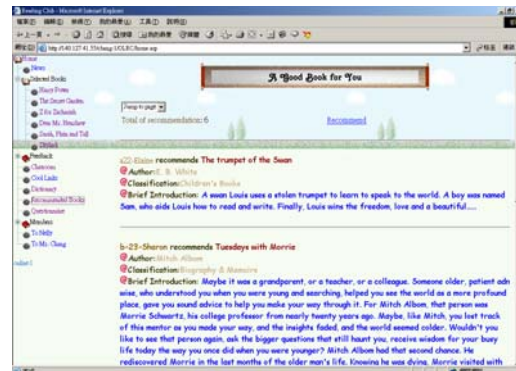 Reading Club - Microsoft Internet Explorer
Home
News
Selected Books
Harry Potter
The Secret Garden
Z for Zachariah
Dear Mr. Henshaw
Sarah, Plain and Tall
Feedback
Chatroom
Cool Links
Dictionary
Recommended Books
Questionnaire
Members
To Nelly
To Ms. Chang
A Good Book for You
Jump to page
Total of recommendation: 6
Recommend
s22-Elaine recommends The trumpet of the Swan
@Author:E. B. White
@Classification:Children's Books
@Brief Introduction: A swan Louis uses a stolen trumpet to learn to speak to the world. A boy was named
Sam, who aids Louis how to read and write. Finally, Louis wins the freedom, love and a beautiful.....
b-23-Sharon recommends Tuesdays with Morrie
@Author:Mitch Albom
@Classification:Biography & Memoirs
@Brief Introduction: Maybe it was a grandparent, or a teacher, or a colleague. Someone older, patient adn
wise, who understood you when you were young and searching, helped you see the world as a more profound
place, gave you sound advice to help you make your way through it. For Mitch Albom, that person was
Morrie Schwartz, his college professor from nearly twenty years ago. Maybe, like Mitch, you lost track
of this mentor as you made your way, and the insights faded, and the world seemed colder. Wouldn't you
like to see that person again, ask the bigger questions that still haunt you, receive wisdom for your busy
life today the way you once did when you were younger? Mitch Albom had that second chance. He
rediscovered Morrie in the last months of the older man's life. Knowing he was dying, Morrie visited with